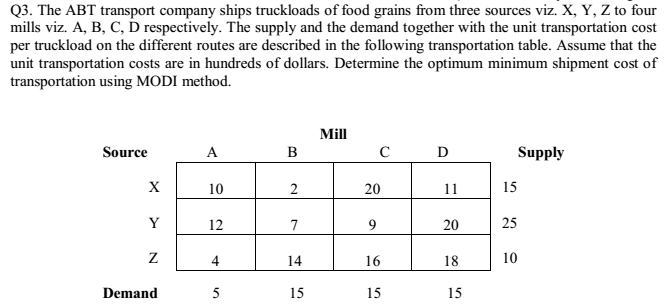 Q3. The ABT transport company ships truckloads of food grains from three sources viz. X, Y, Z to four
mills viz. A, B, C, D respectively. The supply and the demand together with the unit transportation cost
per truckload on the different routes are described in the following transportation table. Assume that the
unit transportation costs are in hundreds of dollars. Determine the optimum minimum shipment cost of
transportation using MODI method.
Mill
Source A B C D Supply
X 10 2 20 11 15
Y 12 7 9 20 25
Z 4 14 16 18 10
Demand 5 15 15 15